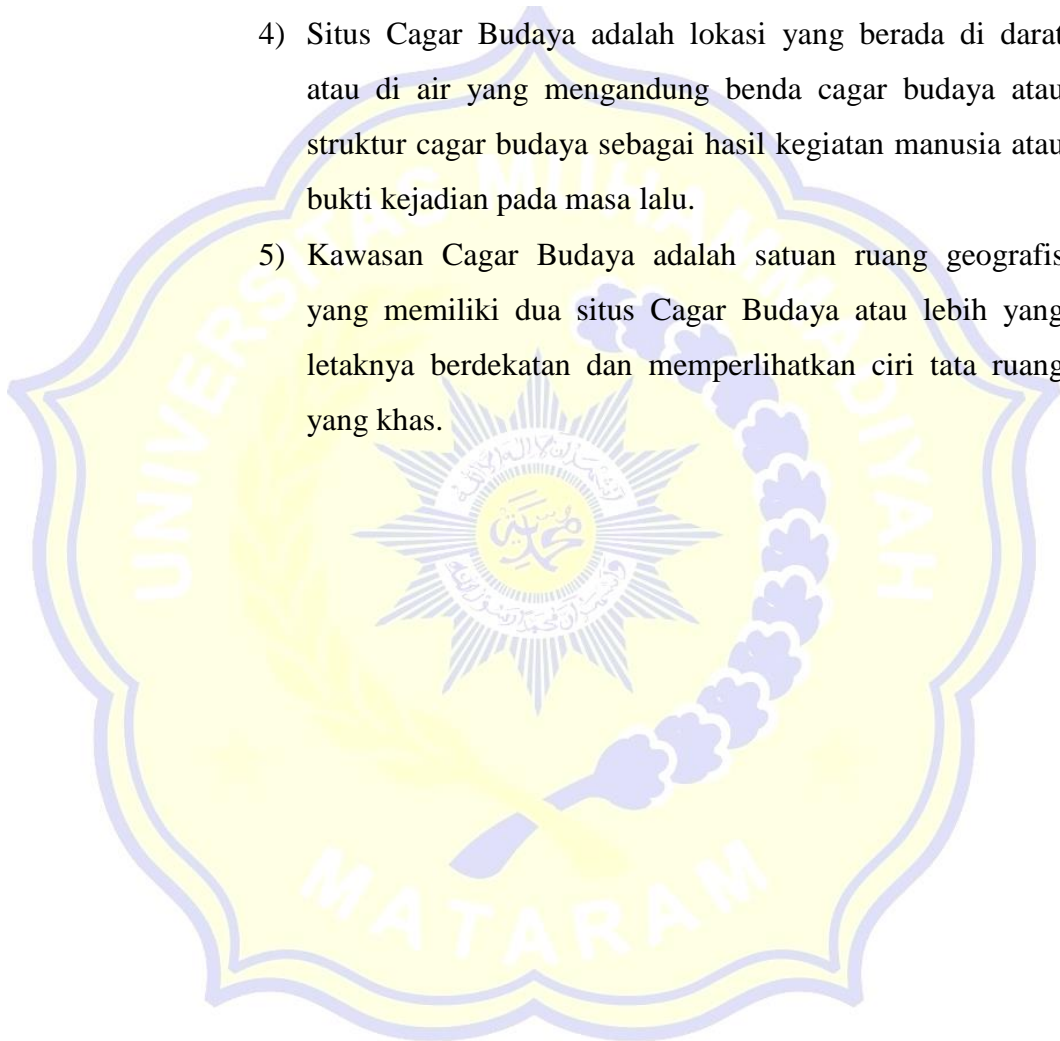 4) Situs Cagar Budaya adalah lokasi yang berada di darat
atau di air yang mengandung benda cagar budaya atau
struktur cagar budaya sebagai hasil kegiatan manusia atau
bukti kejadian pada masa lalu.
5) Kawasan Cagar Budaya adalah satuan ruang geografis
yang memiliki dua situs Cagar Budaya atau lebih yang
letaknya berdekatan dan memperlihatkan ciri tata ruang
yang khas.
UNIVERSITAS MUHAMMADIYAH
MATARAM